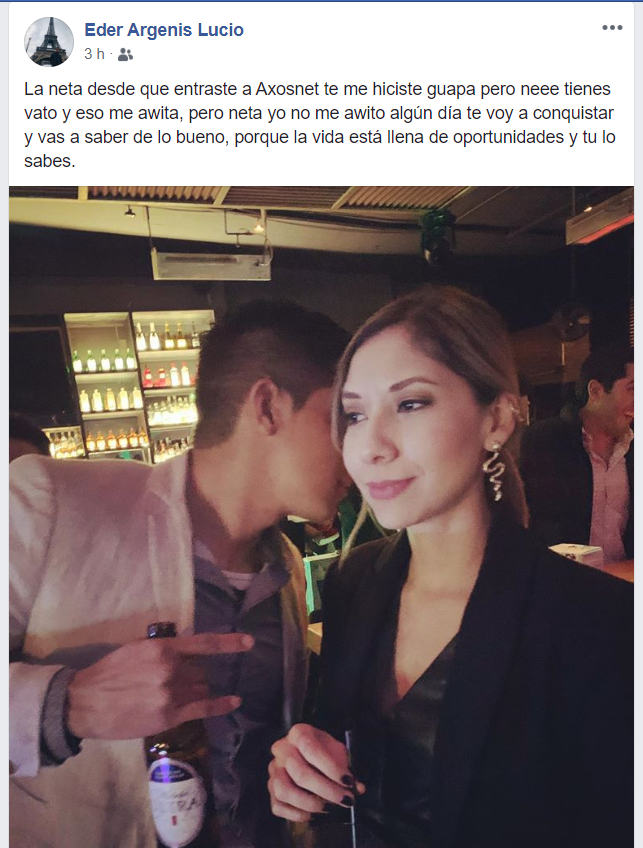 Eder Argenis Lucio
3 h ·
La neta desde que entraste a Axosnet te me hiciste guapa pero neee tienes
vato y eso me awita, pero neta yo no me awito algún día te voy a conquistar
y vas a saber de lo bueno, porque la vida está llena de oportunidades y tu lo
sabes.